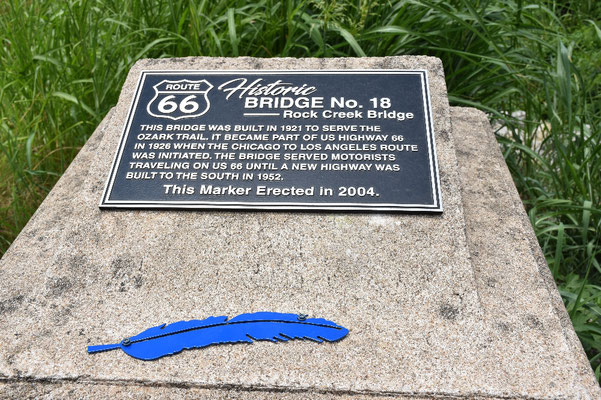 ROUTE
66
Historic
BRIDGE No. 18
Rock Creek Bridge
THIS BRIDGE WAS BUILT IN 1921 TO SERVE THE
OZARK TRAIL. IT BECAME PART OF US HIGHWAY 66
IN 1926 WHEN THE CHICAGO TO LOS ANGELES ROUTE
WAS INITIATED. THE BRIDGE SERVED MOTORISTS
TRAVELING ON US 66 UNTIL A NEW HIGHWAY WAS
BUILT TO THE SOUTH IN 1952.
This Marker Erected in 2004.